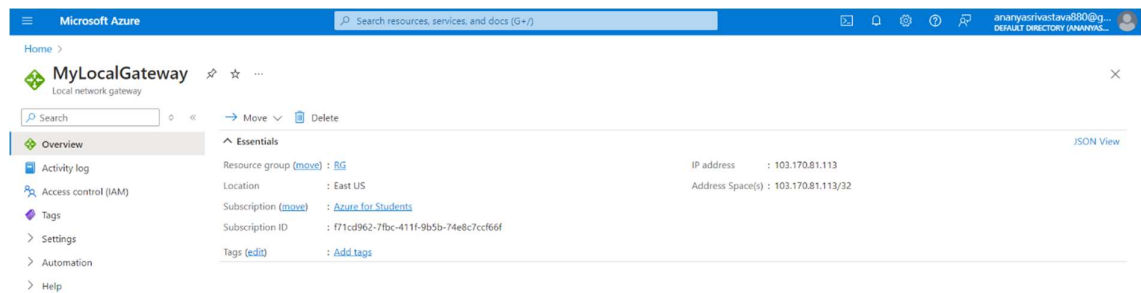 Microsoft Azure
Search resources, services, and docs (G+/)
ananyasrivastava880@g...
DEFAULT DIRECTORY (ANANYAS...
Home >
MyLocalGateway
Local network gateway
Search
Move
Delete
Overview
Activity log
Access control (IAM)
Tags
Settings
Automation
Help
Essentials
JSON View
Resource group (move) : RG
Location : East US
Subscription (move) : Azure for Students
Subscription ID : f71cd962-7fbc-411f-9b5b-74e8c7ccf66f
Tags (edit) : Add tags
IP address : 103.170.81.113
Address Space(s) : 103.170.81.113/32